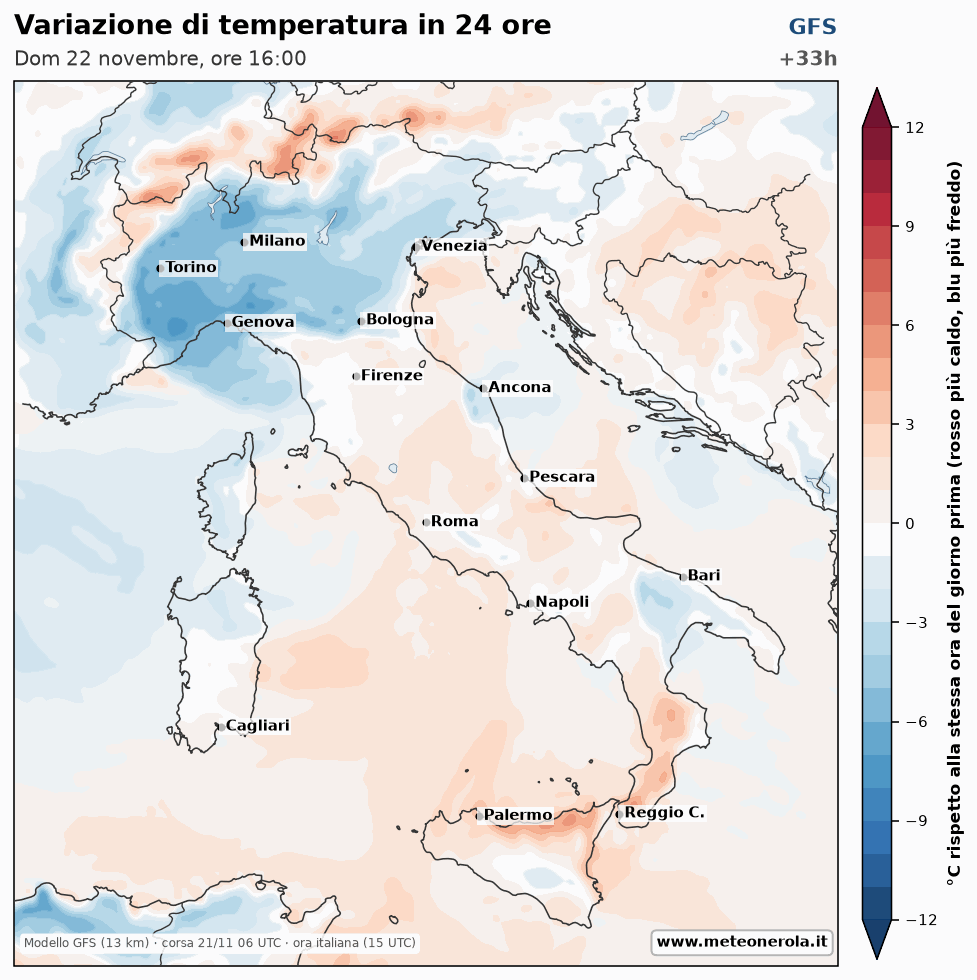 Variazione di temperatura in 24 ore
GFS
Dom 22 novembre, ore 16:00
+33h
Milano
Venezia
Torino
Genova
Bologna
Firenze
Ancona
Pescara
Roma
Bari
Napoli
Cagliari
Palermo
Reggio C.
12
9
6
3
0
−3
−6
−9
−12
°C rispetto alla stessa ora del giorno prima (rosso più caldo, blu più freddo)
Modello GFS (13 km) · corsa 21/11 06 UTC · ora italiana (15 UTC)
www.meteonerola.it